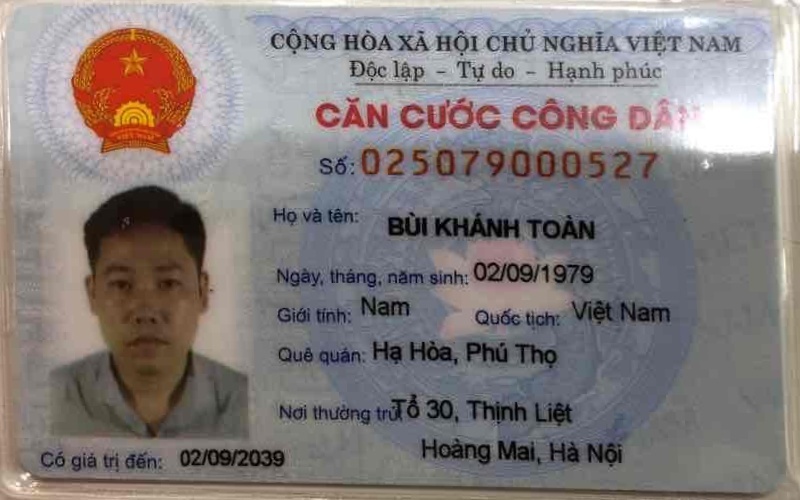 CỘNG HÒA XÃ HỘI CHỦ NGHĨA VIỆT NAM
Độc lập - Tự do - Hạnh phúc
CĂN CƯỚC CÔNG DÂN
Số: 025079000527
Họ và tên: BÙI KHÁNH TOÀN
Ngày, tháng, năm sinh: 02/09/1979
Giới tính: Nam Quốc tịch: Việt Nam
Quê quán: Hạ Hòa, Phú Thọ
Nơi thường trú: Tổ 30, Thịnh Liệt
Hoàng Mai, Hà Nội
Có giá trị đến: 02/09/2039